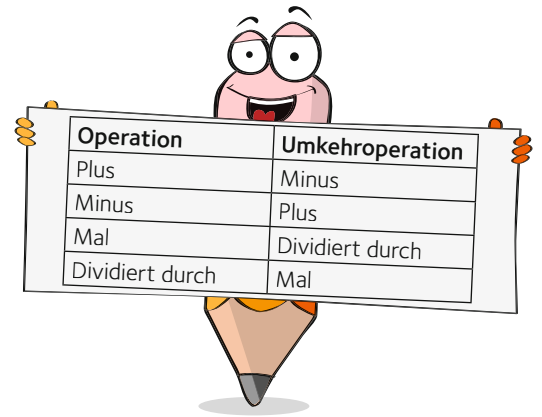 Operation Umkehroperation
Plus Minus
Minus Plus
Mal Dividiert durch
Dividiert durch Mal